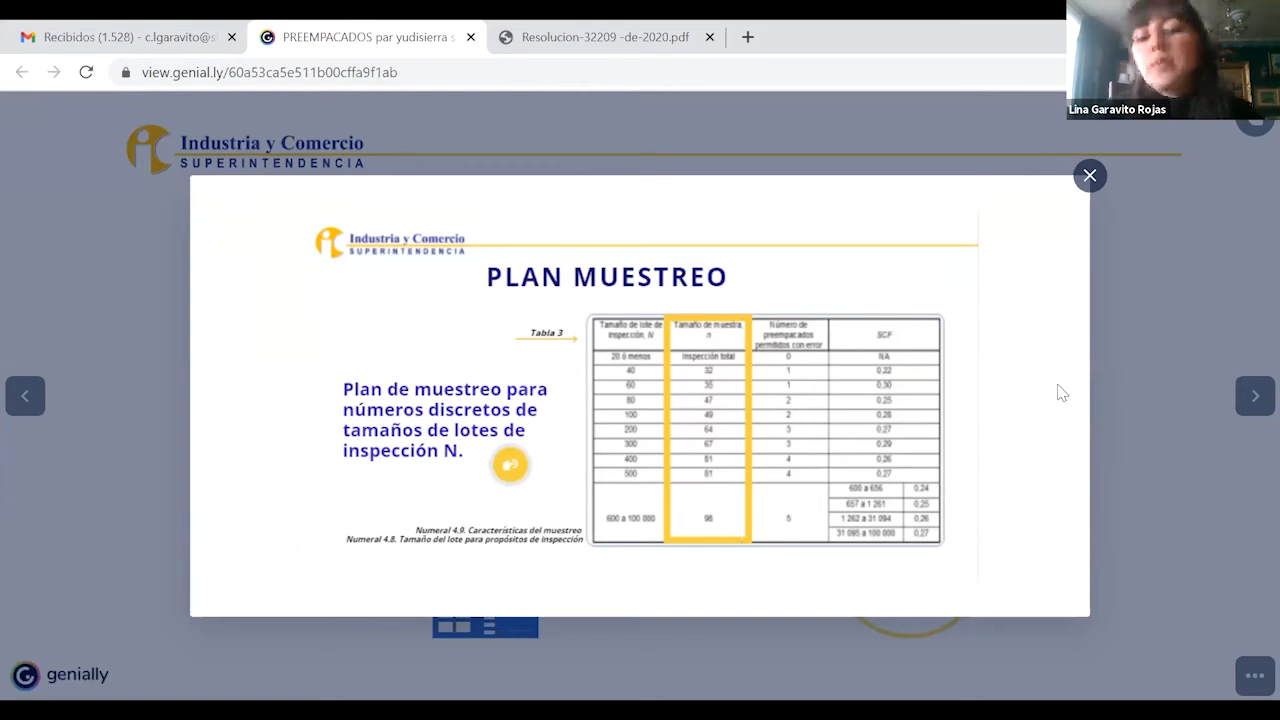 Recibidos (1.528) - c.lgaravito@s
PREEMPACADOS par yudisierra s
Resolucion-32209 -de-2020.pdf
view.genial.ly/60a53ca5e511b00cffa9f1ab
Lina Garavito Rojas
Industria y Comercio
SUPERINTENDENCIA
Industria y Comercio
SUPERINTENDENCIA
PLAN MUESTREO
Tabla 3
Plan de muestreo para
números discretos de
tamaños de lotes de
inspección N.
Numeral 4.9. Características del muestreo
Numeral 4.8. Tamaño del lote para propósitos de inspección
Tamaño de lote de inspección, N Tamaño de muestra, n Número de preempacados permitidos con error SCF
20 ó menos Inspección total 0 NA
40 32 1 0,22
60 35 1 0,30
80 47 2 0,25
100 49 2 0,28
200 64 3 0,27
300 67 3 0,29
400 81 4 0,26
500 81 4 0,27
600 a 100 000 98 5
600 a 656 0,24
657 a 1 261 0,25
1 262 a 31 094 0,26
31 095 a 100 000 0,27
genially